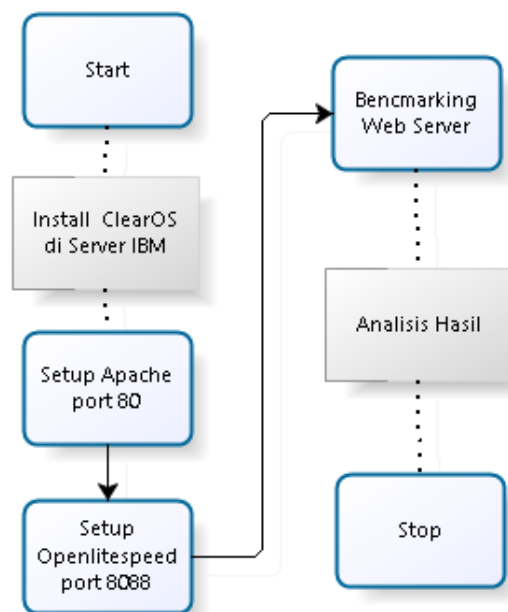 Start
Install ClearOS
di Server IBM
Setup Apache
port 80
Setup
Openlitespeed
port 8088
Bencmarking
Web Server
Analisis Hasil
Stop